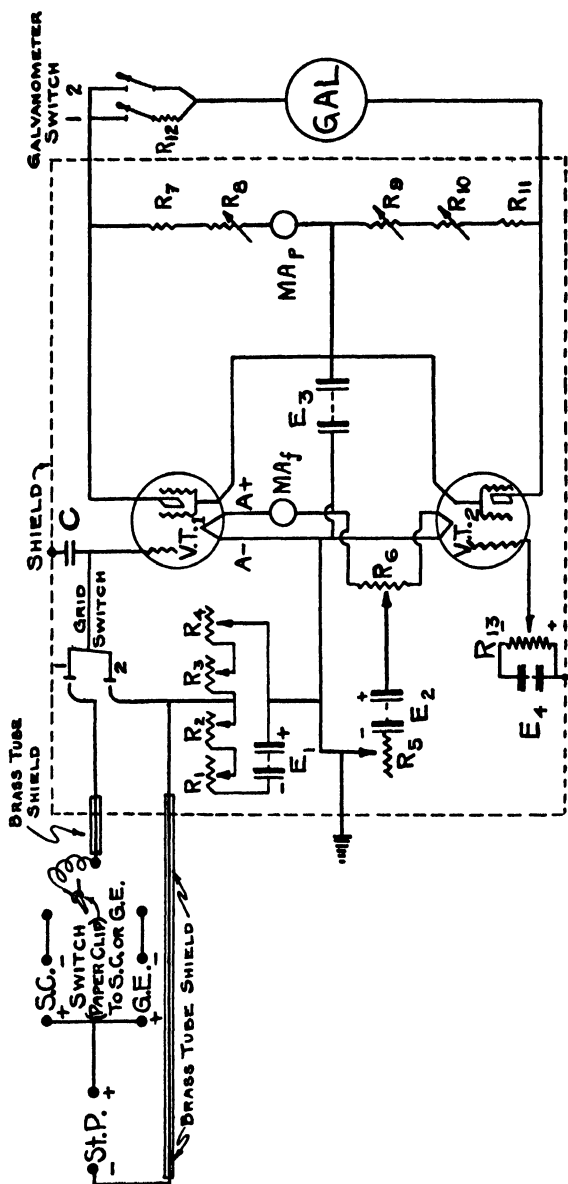 GALVANOMETER
SWITCH
1 2
R12
GAL
R7
R8
MAP
R9
R10
R11
SHIELD
C
GRID
SWITCH
1
2
V.T.1
A-
A+
MAf
E3
V.T.2
R1 R2 R3 R4
- E1 +
R5
- E2 +
R6
R13
+
E4
BRASS TUBE
SHIELD
S.C.
+ -
SWITCH
(PAPER CLIP)
TO S.C. OR G.E.
G.E.
+ -
St.P.
- +
BRASS TUBE SHIELD